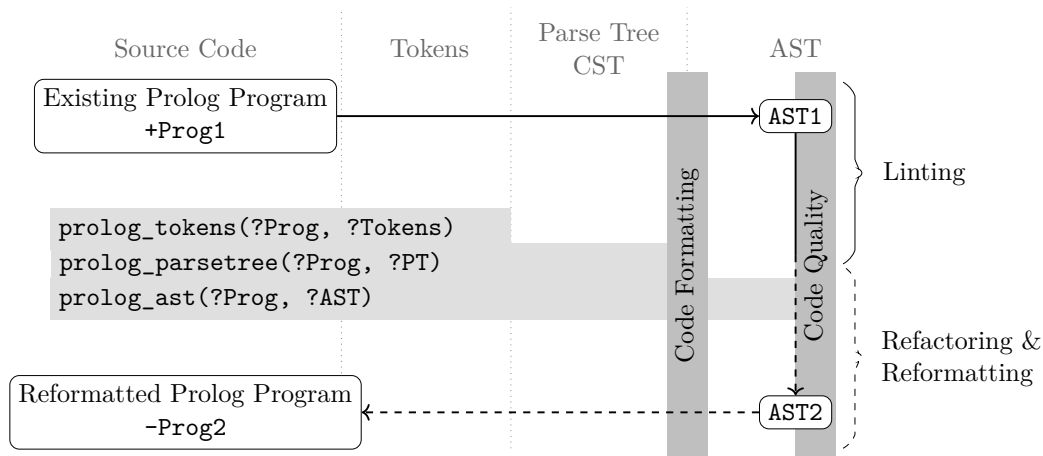 Source Code
Tokens
Parse Tree
CST
AST
Existing Prolog Program
+Prog1
AST1
Linting
prolog_tokens(?Prog, ?Tokens)
prolog_parsetree(?Prog, ?PT)
prolog_ast(?Prog, ?AST)
Code Formatting
Code Quality
Refactoring &
Reformatting
Reformatted Prolog Program
-Prog2
AST2